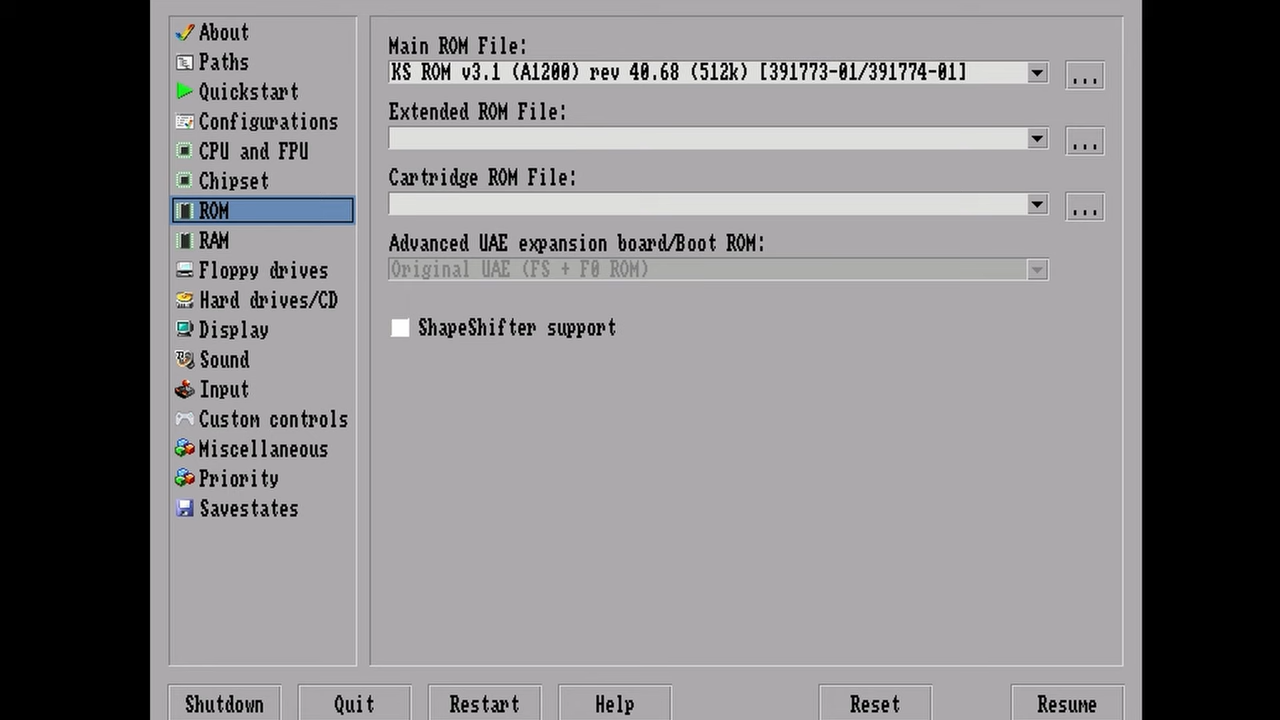 About
Paths
Quickstart
Configurations
CPU and FPU
Chipset
ROM
RAM
Floppy drives
Hard drives/CD
Display
Sound
Input
Custom controls
Miscellaneous
Priority
Savestates
Main ROM File:
KS ROM v3.1 (A1200) rev 40.68 (512k) [391773-01/391774-01]
...
Extended ROM File:
...
Cartridge ROM File:
...
Advanced UAE expansion board/Boot ROM:
Original UAE (FS + F0 ROM)
ShapeShifter support
Shutdown
Quit
Restart
Help
Reset
Resume